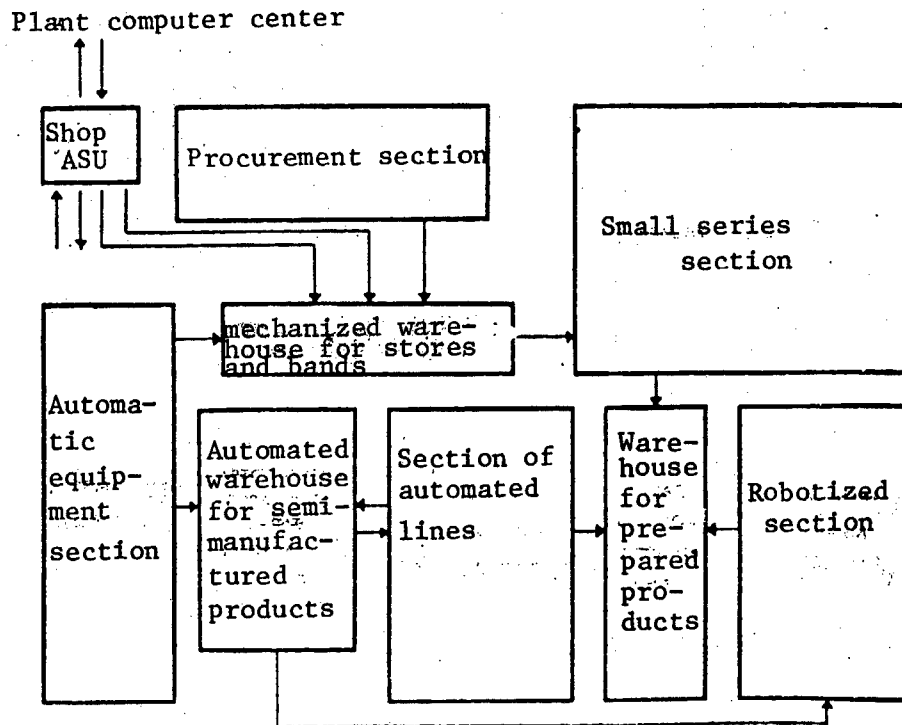 Plant computer center
Shop
ASU
Procurement section
Small series
section
mechanized ware-
house for stores
and bands
Automa-
tic
equip-
ment
section
Automated
warehouse
for semi-
manufac-
tured
products
Section of
automated
lines
Ware-
house
for
pre-
pared
pro-
ducts
Robotized
section